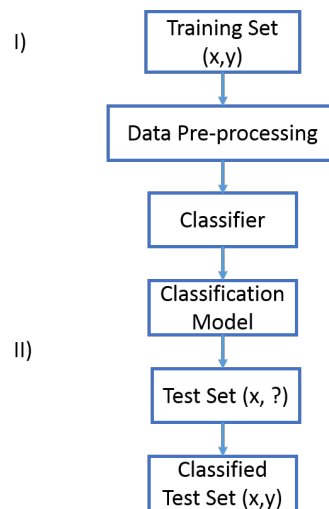 I)
Training Set
(x,y)
Data Pre-processing
Classifier
Classification
Model
II)
Test Set (x, ?)
Classified
Test Set (x,y)